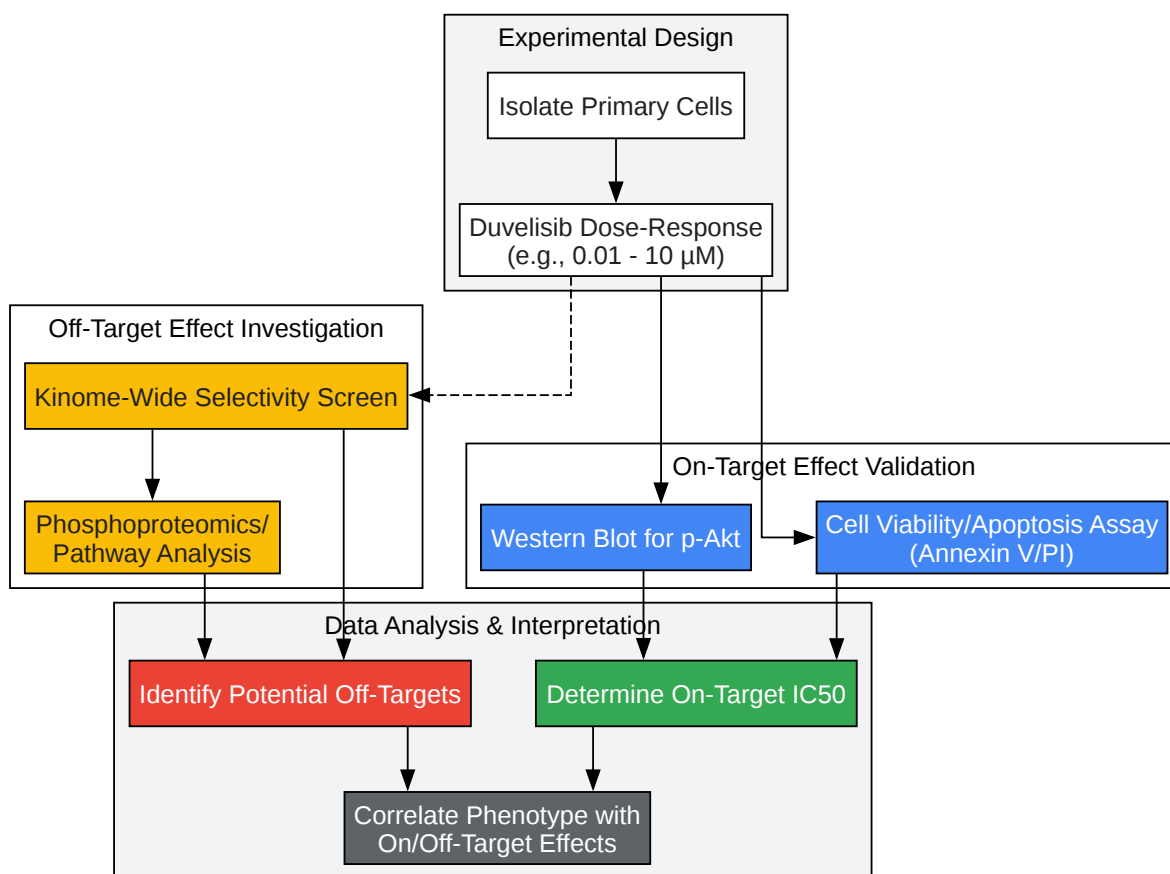 Experimental Design
Isolate Primary Cells
Duvelisib Dose-Response
(e.g., 0.01 - 10 µM)
Off-Target Effect Investigation
Kinome-Wide Selectivity Screen
Phosphoproteomics/
Pathway Analysis
On-Target Effect Validation
Western Blot for p-Akt
Cell Viability/Apoptosis Assay
(Annexin V/PI)
Data Analysis & Interpretation
Identify Potential Off-Targets
Determine On-Target IC50
Correlate Phenotype with
On/Off-Target Effects